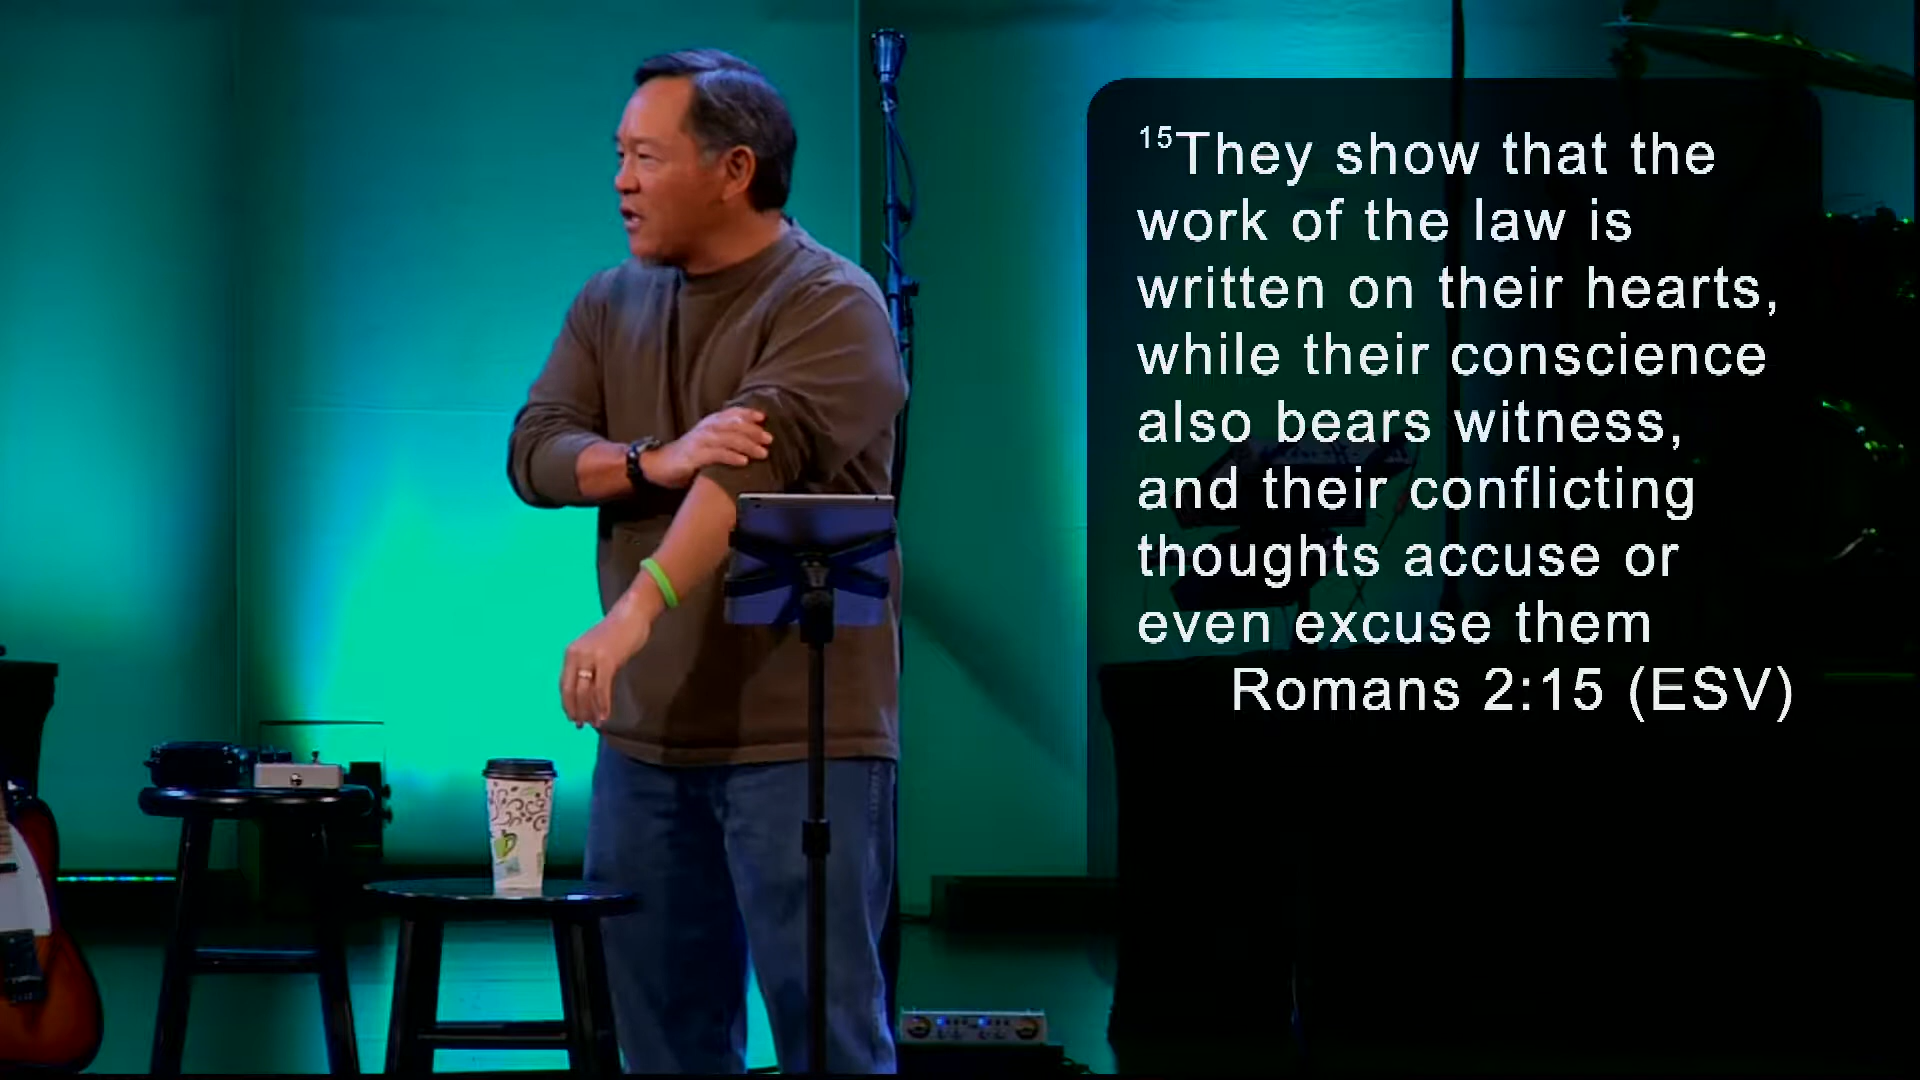 15They show that the
work of the law is
written on their hearts,
while their conscience
also bears witness,
and their conflicting
thoughts accuse or
even excuse them
Romans 2:15 (ESV)